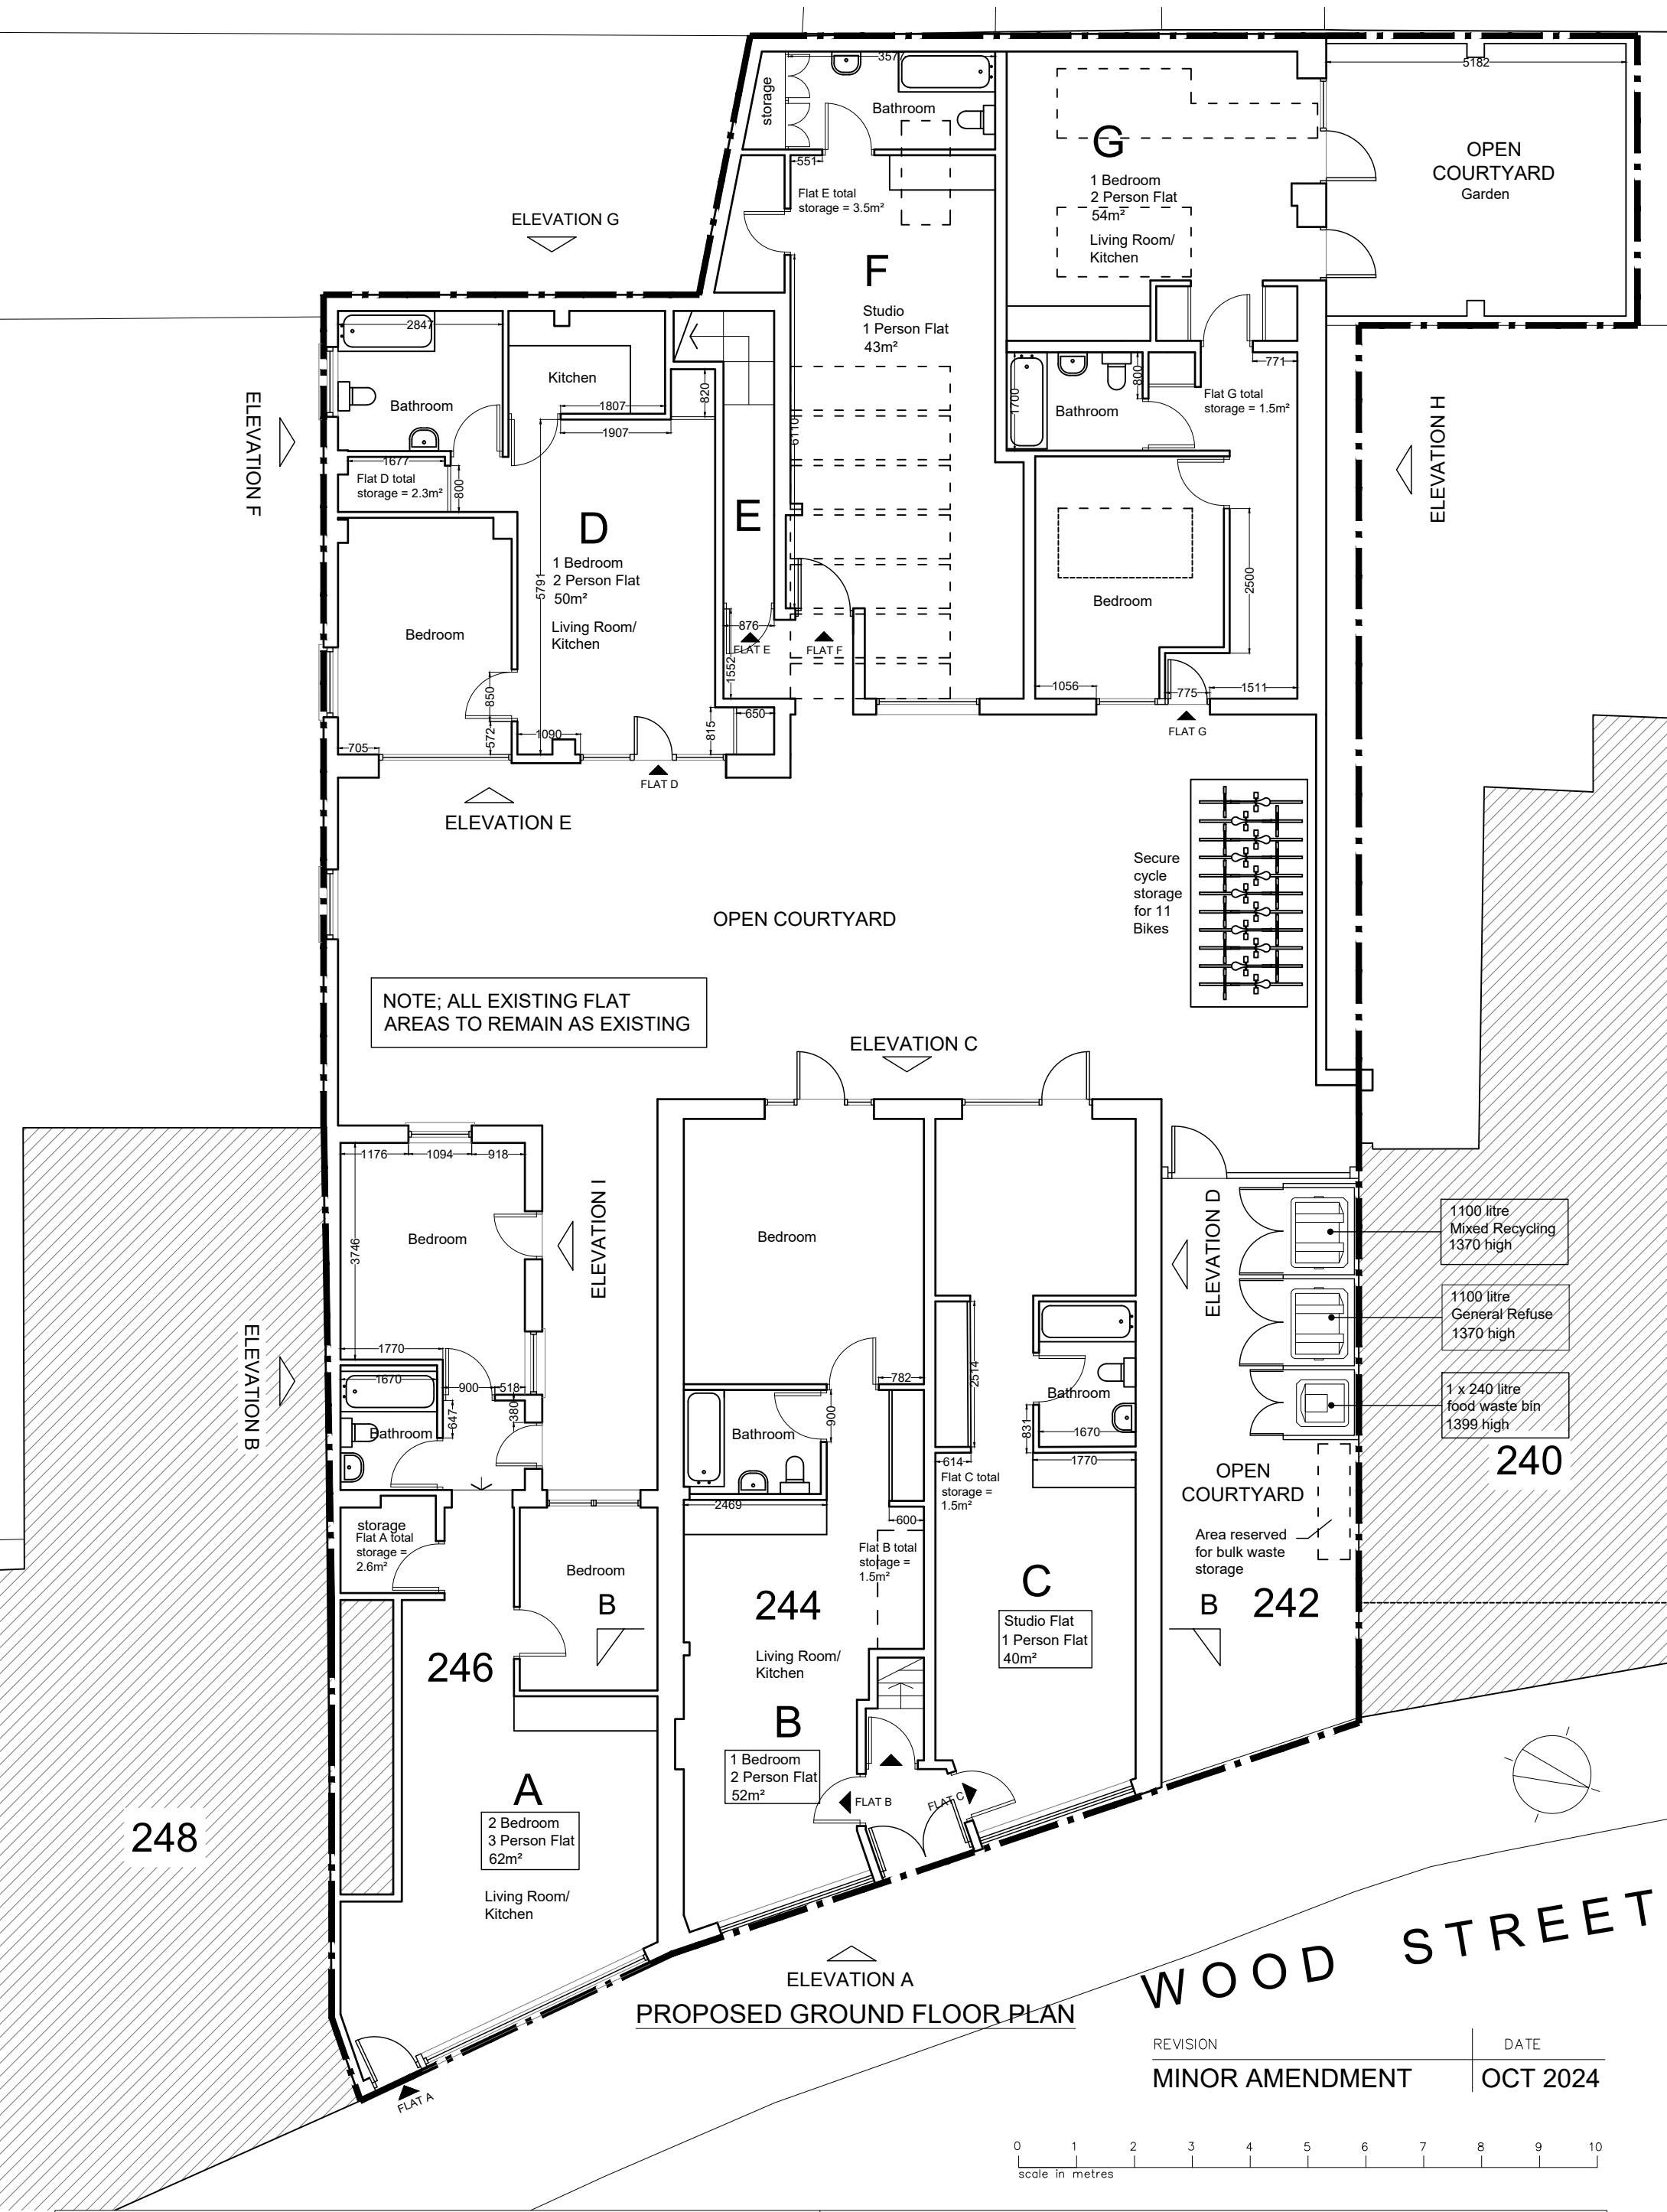 3577
storage
Bathroom
551
Flat E total
storage = 3.5m²
F
Studio
1 Person Flat
43m²
6110
G
1 Bedroom
2 Person Flat
54m²
Living Room/
Kitchen
5182
OPEN
COURTYARD
Garden
ELEVATION G
ELEVATION F
ELEVATION H
2847
Bathroom
Kitchen
1807
1907
820
1677
Flat D total
storage = 2.3m²
800
D
1 Bedroom
2 Person Flat
50m²
Living Room/
Kitchen
5791
Bedroom
850
572
705
1090
815
650
E
876
1552
FLAT E
FLAT F
FLAT D
1700
Bathroom
800
771
Flat G total
storage = 1.5m²
Bedroom
2500
1056
775
1511
FLAT G
ELEVATION E
OPEN COURTYARD
Secure
cycle
storage
for 11
Bikes
NOTE; ALL EXISTING FLAT
AREAS TO REMAIN AS EXISTING
ELEVATION C
1176
1094
918
3746
Bedroom
1770
1670
900
518
647
380
Bathroom
ELEVATION I
ELEVATION B
storage
Flat A total
storage =
2.6m²
Bedroom
B
246
A
2 Bedroom
3 Person Flat
62m²
Living Room/
Kitchen
FLAT A
248
Bedroom
782
900
Bathroom
2469
600
Flat B total
storage =
1.5m²
244
Living Room/
Kitchen
B
1 Bedroom
2 Person Flat
52m²
FLAT B
FLAT C
2514
Bathroom
831
1670
614
1770
Flat C total
storage =
1.5m²
C
Studio Flat
1 Person Flat
40m²
ELEVATION D
1100 litre
Mixed Recycling
1370 high
1100 litre
General Refuse
1370 high
1 x 240 litre
food waste bin
1399 high
240
OPEN
COURTYARD
Area reserved
for bulk waste
storage
B
242
ELEVATION A
PROPOSED GROUND FLOOR PLAN
WOOD STREET
REVISION
DATE
MINOR AMENDMENT
OCT 2024
0 1 2 3 4 5 6 7 8 9 10
scale in metres